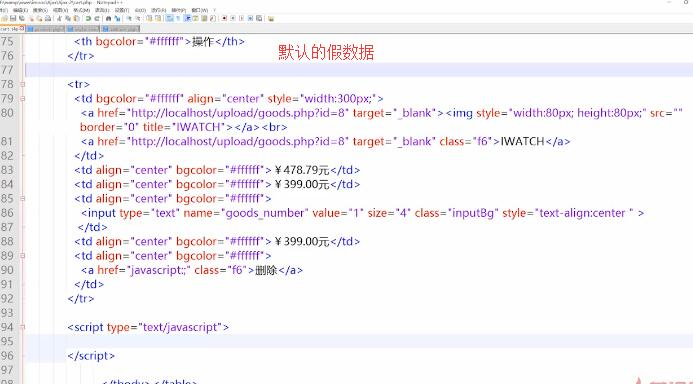 75 <th bgcolor="#ffffff">操作</th>
76 </tr>
默认的假数据
77
78 <tr>
79 <td bgcolor="#ffffff" align="center" style="width:300px;">
80 <a href="http://localhost/upload/goods.php?id=8" target="_blank"><img style="width:80px; height:80px;" src=""
border="0" title="IWATCH"></a><br>
81 <a href="http://localhost/upload/goods.php?id=8" target="_blank" class="f6">IWATCH</a>
82 </td>
83 <td align="center" bgcolor="#ffffff">￥478.79元</td>
84 <td align="center" bgcolor="#ffffff">￥399.00元</td>
85 <td align="center" bgcolor="#ffffff">
86 <input type="text" name="goods_number" value="1" size="4" class="inputBg" style="text-align:center " >
87 </td>
88 <td align="center" bgcolor="#ffffff">￥399.00元</td>
89 <td align="center" bgcolor="#ffffff">
90 <a href="javascript:;" class="f6">删除</a>
91 </td>
92 </tr>
93
94 <script type="text/javascript">
95
96 </script>
97
98 </tbody></table>